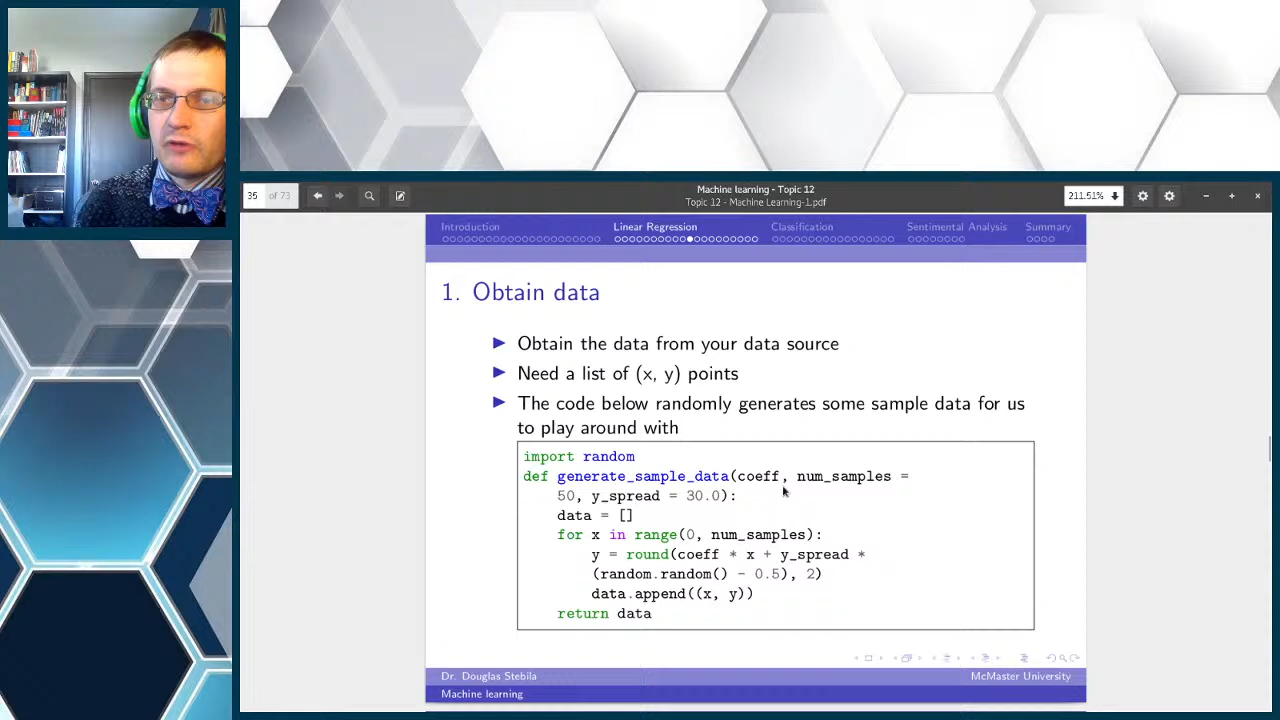 35 of 73
Machine learning - Topic 12
Topic 12 - Machine Learning-1.pdf
211.51%
Introduction Linear Regression Classification Sentimental Analysis Summary
1. Obtain data
Obtain the data from your data source
Need a list of (x, y) points
The code below randomly generates some sample data for us
to play around with
import random
def generate_sample_data(coeff, num_samples =
50, y_spread = 30.0):
data = []
for x in range(0, num_samples):
y = round(coeff * x + y_spread *
(random.random() - 0.5), 2)
data.append((x, y))
return data
Dr. Douglas Stebila McMaster University
Machine learning